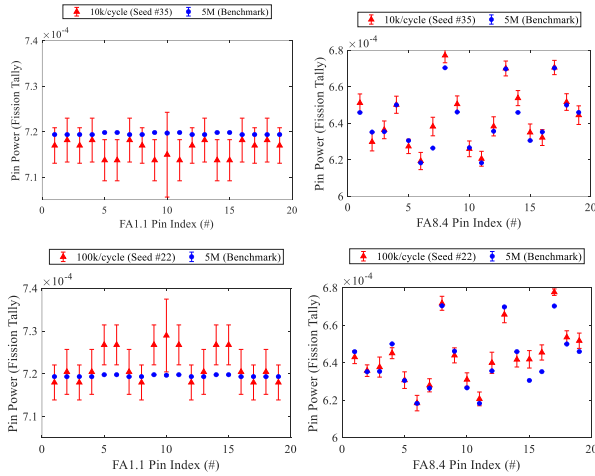 10k/cycle (Seed #35) 5M (Benchmark)
×10⁻⁴
7.4
7.3
7.2
7.1
Pin Power (Fission Tally)
0 5 10 15 20
FA1.1 Pin Index (#)
10k/cycle (Seed #35) 5M (Benchmark)
×10⁻⁴
6.8
6.6
6.4
6.2
6
Pin Power (Fission Tally)
0 5 10 15 20
FA8.4 Pin Index (#)
100k/cycle (Seed #22) 5M (Benchmark)
×10⁻⁴
7.4
7.3
7.2
7.1
Pin Power (Fission Tally)
0 5 10 15 20
FA1.1 Pin Index (#)
100k/cycle (Seed #22) 5M (Benchmark)
×10⁻⁴
6.8
6.6
6.4
6.2
6
Pin Power (Fission Tally)
0 5 10 15 20
FA8.4 Pin Index (#)